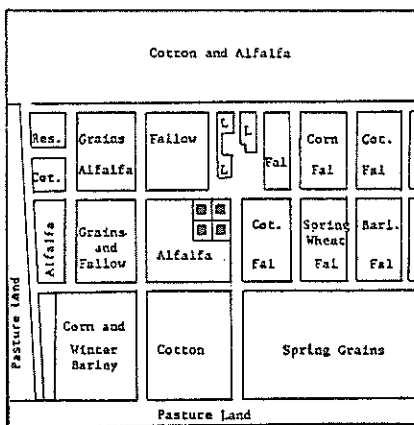 Cotton and Alfalfa
Res.
Grains
Alfalfa
Fallow
L
L
L
Fal
Corn
Fal
Cot.
Fal
Cot.
Alfalfa
Grains
and
Fallow
Alfalfa
Cot.
Fal
Spring
Wheat
Fal
Barl.
Fal
Pasture Land
Corn and
Winter
Barley
Cotton
Spring Grains
Pasture Land